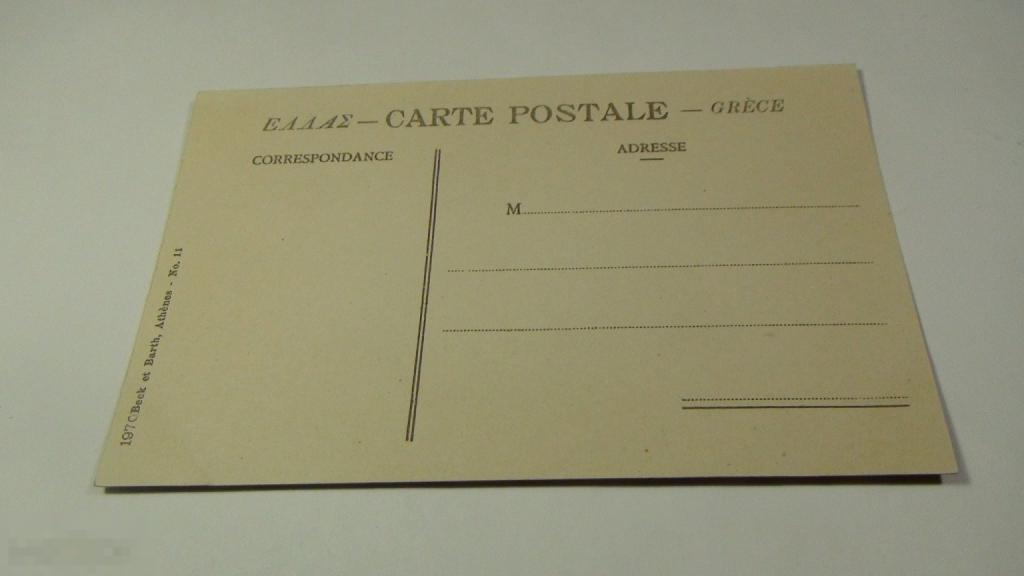 ΕΛΛΑΣ — CARTE POSTALE — GRÈCE
CORRESPONDANCE
ADRESSE
M
1970 Beck et Barth, Athènes - No. 11